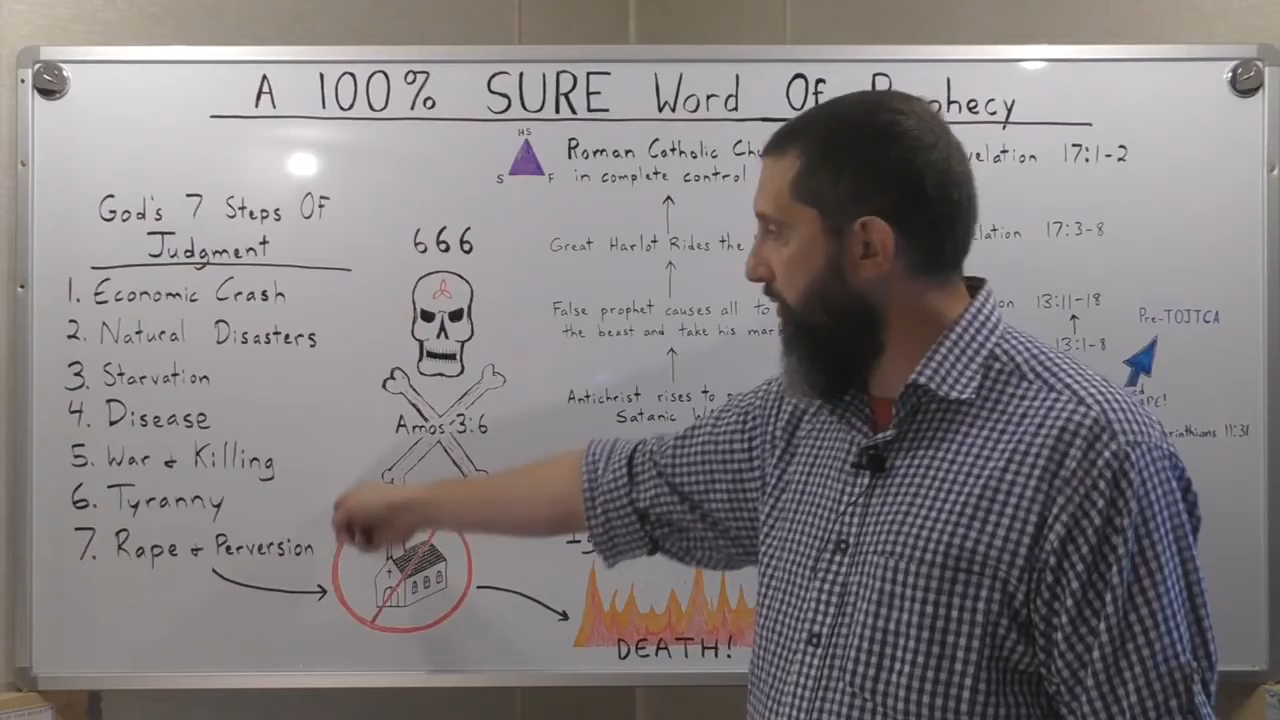 A 100% SURE Word Of Prophecy
God's 7 Steps Of
Judgment
1. Economic Crash
2. Natural Disasters
3. Starvation
4. Disease
5. War & Killing
6. Tyranny
7. Rape & Perversion
666
Amos 3:6
HS
S
F
Roman Catholic
in complete control
17:1-2
Great Harlot Rides the
17:3-8
False prophet causes all to
the beast and take his
13:11-18
13:1-8
Antichrist rises to
Satanic
Pre-TOJTCA
11:31
DEATH!